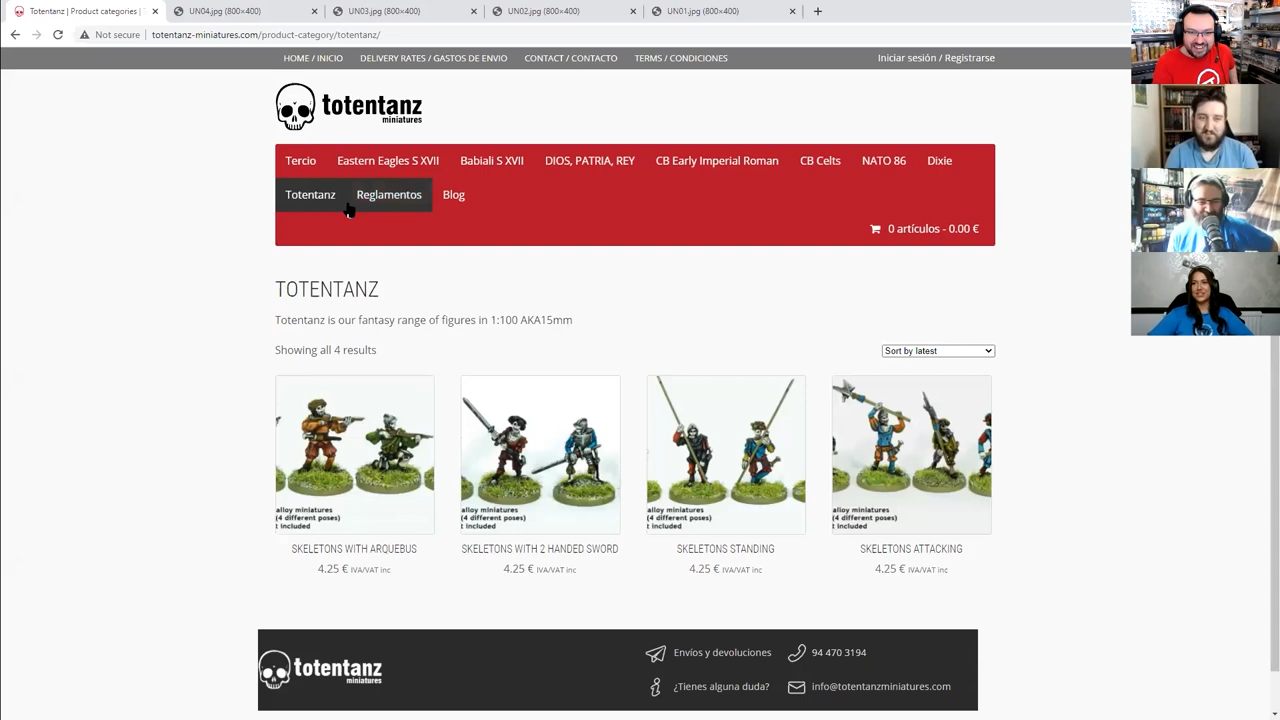 Totentanz | Product categories |
UN04.jpg (800×400)
UN03.jpg (800×400)
UN02.jpg (800×400)
UN01.jpg (800×400)
Not secure
totentanz-miniatures.com/product-category/totentanz/
HOME / INICIO
DELIVERY RATES / GASTOS DE ENVIO
CONTACT / CONTACTO
TERMS / CONDICIONES
Iniciar sesión / Registrarse
totentanz
miniatures
Tercio
Eastern Eagles S XVII
Babiali S XVII
DIOS, PATRIA, REY
CB Early Imperial Roman
CB Celts
NATO 86
Dixie
Totentanz
Reglamentos
Blog
0 artículos - 0.00 €
TOTENTANZ
Totentanz is our fantasy range of figures in 1:100 AKA15mm
Showing all 4 results
Sort by latest
alloy miniatures
(4 different poses)
t included
alloy miniatures
(4 different poses)
t included
alloy miniatures
(4 different poses)
t included
alloy miniatures
(4 different poses)
t included
SKELETONS WITH ARQUEBUS
4.25 € IVA/VAT inc
SKELETONS WITH 2 HANDED SWORD
4.25 € IVA/VAT inc
SKELETONS STANDING
4.25 € IVA/VAT inc
SKELETONS ATTACKING
4.25 € IVA/VAT inc
totentanz
miniatures
Envíos y devoluciones
94 470 3194
¿Tienes alguna duda?
info@totentanzminiatures.com